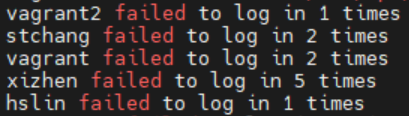 vagrant2 failed to log in 1 times
stchang failed to log in 2 times
vagrant failed to log in 2 times
xizhen failed to log in 5 times
hslin failed to log in 1 times